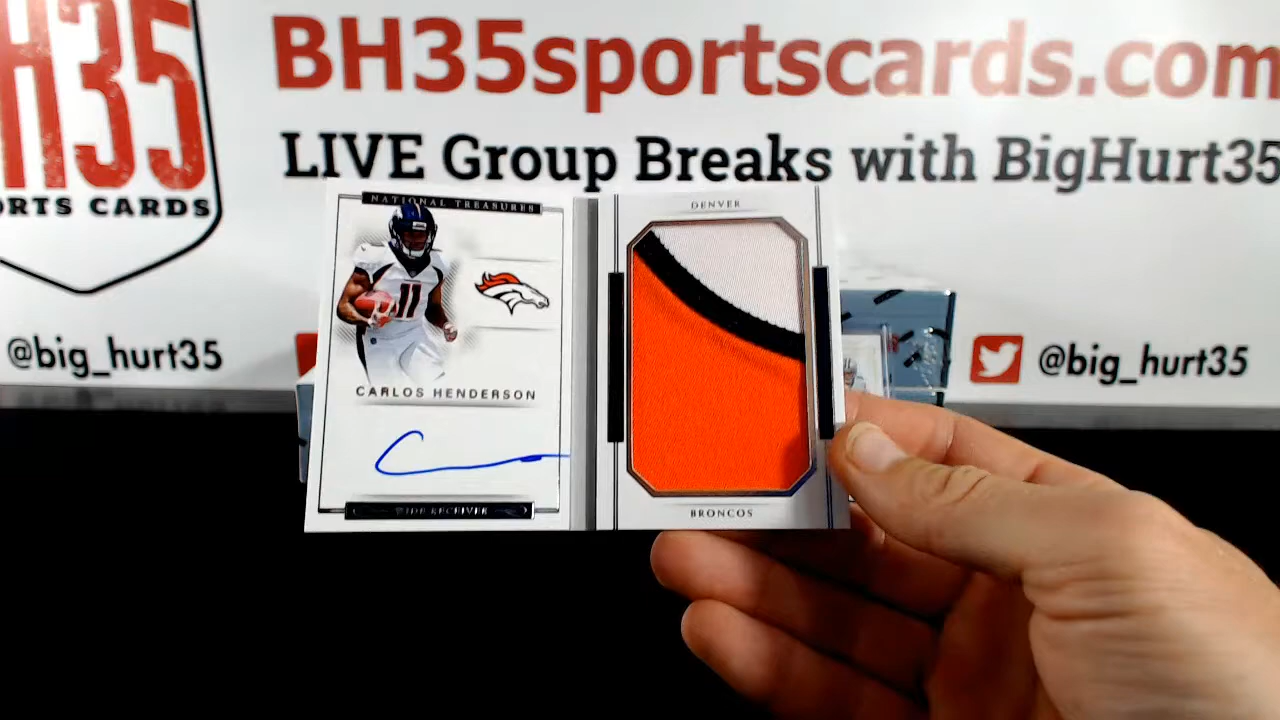 BH35sportscards.com
H35
LIVE Group Breaks with BigHurt35
ORTS CARDS
@big_hurt35
@big_hurt35
NATIONAL TREASURES
11
CARLOS HENDERSON
WIDE RECEIVER
DENVER
BRONCOS